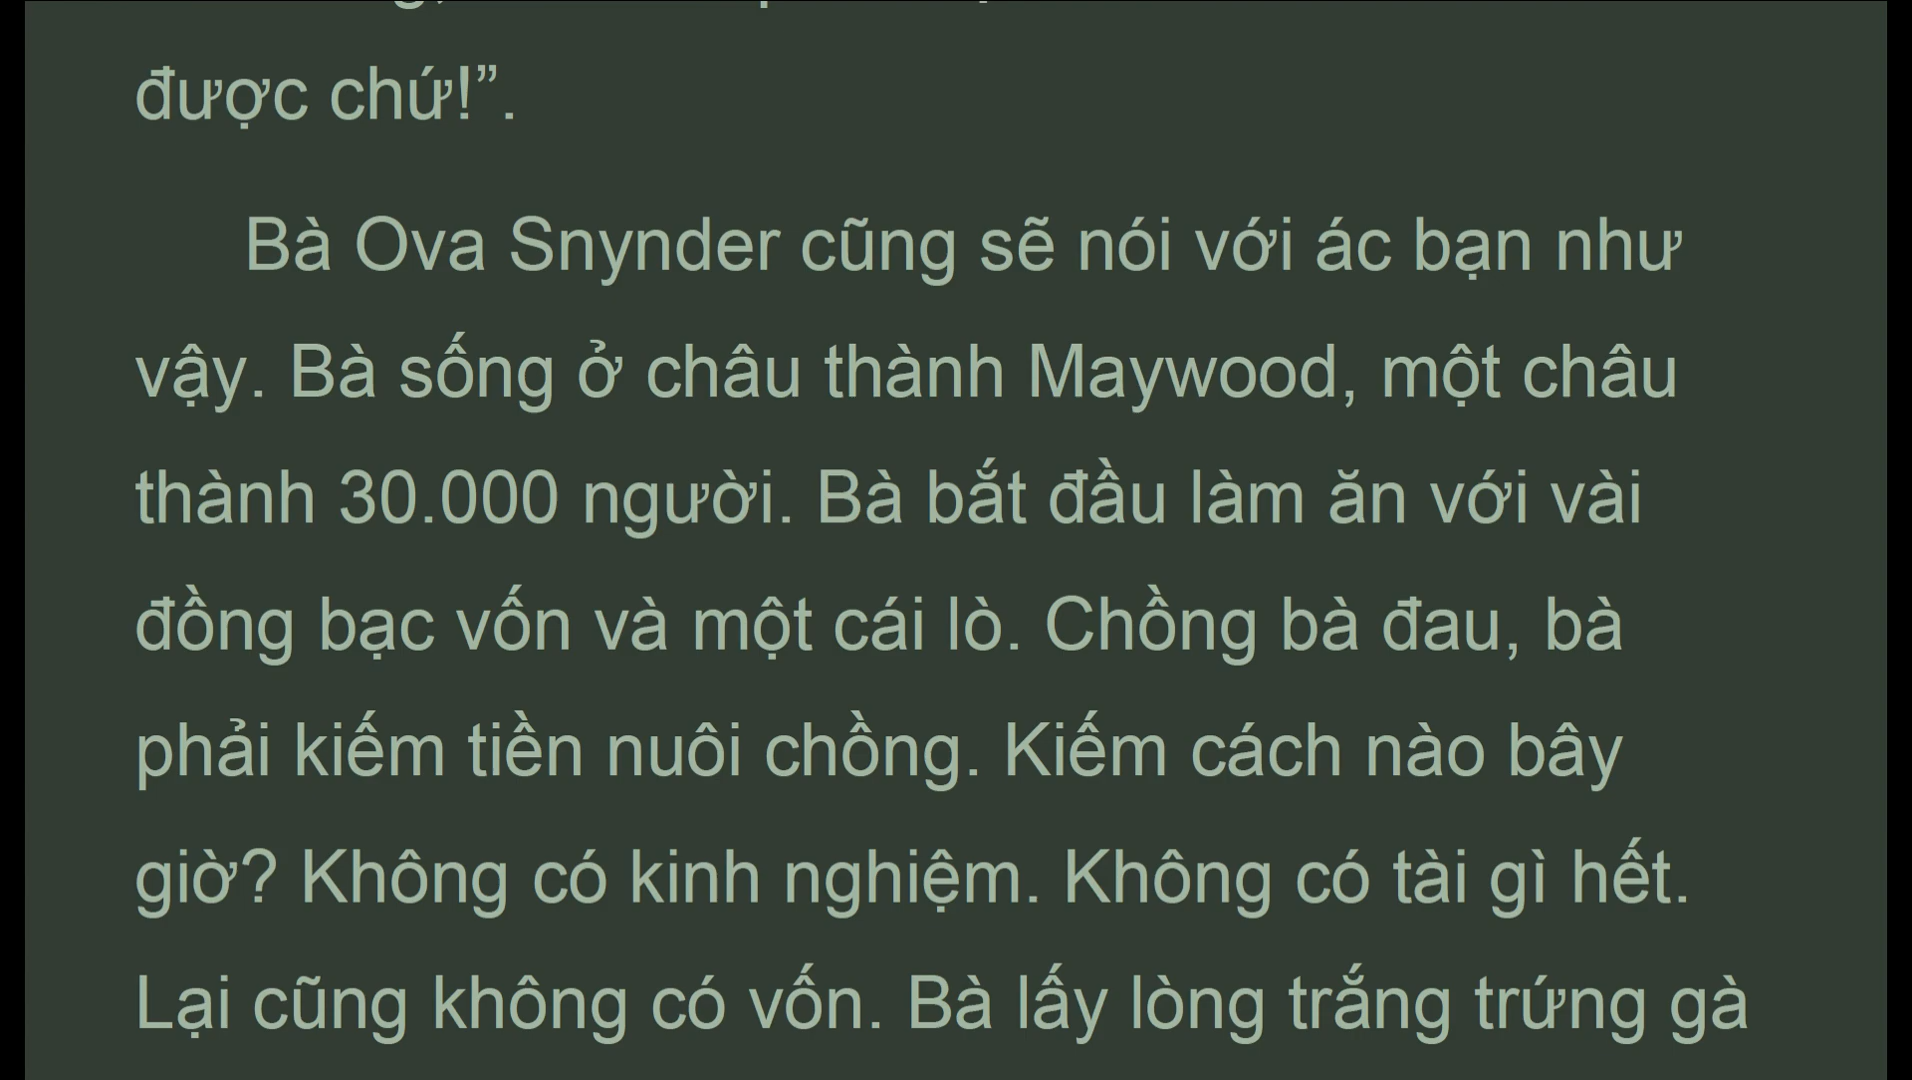 được chứ!”.
Bà Ova Snynder cũng sẽ nói với ác bạn như
vậy. Bà sống ở châu thành Maywood, một châu
thành 30.000 người. Bà bắt đầu làm ăn với vài
đồng bạc vốn và một cái lò. Chồng bà đau, bà
phải kiếm tiền nuôi chồng. Kiếm cách nào bây
giờ? Không có kinh nghiệm. Không có tài gì hết.
Lại cũng không có vốn. Bà lấy lòng trắng trứng gà